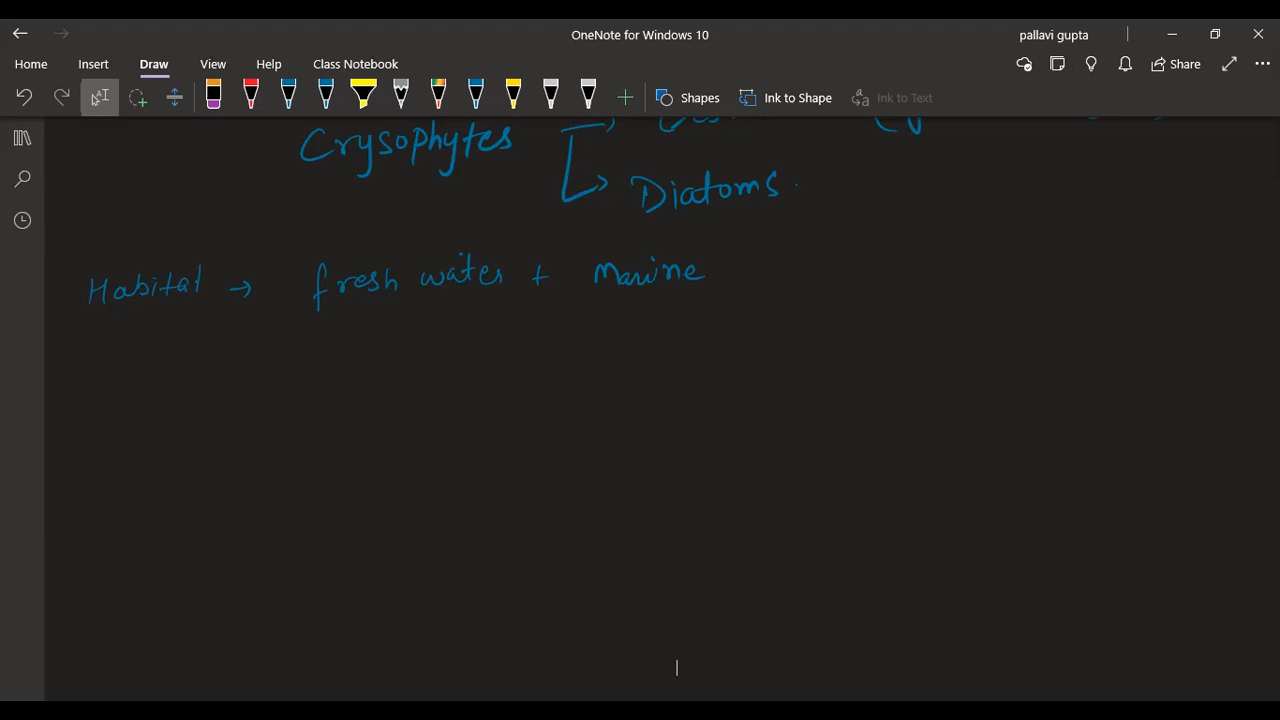 OneNote for Windows 10
pallavi gupta
Home Insert Draw View Help Class Notebook
Share
Shapes Ink to Shape Ink to Text
Crysophytes
Diatoms
Habitat → fresh water + Marine